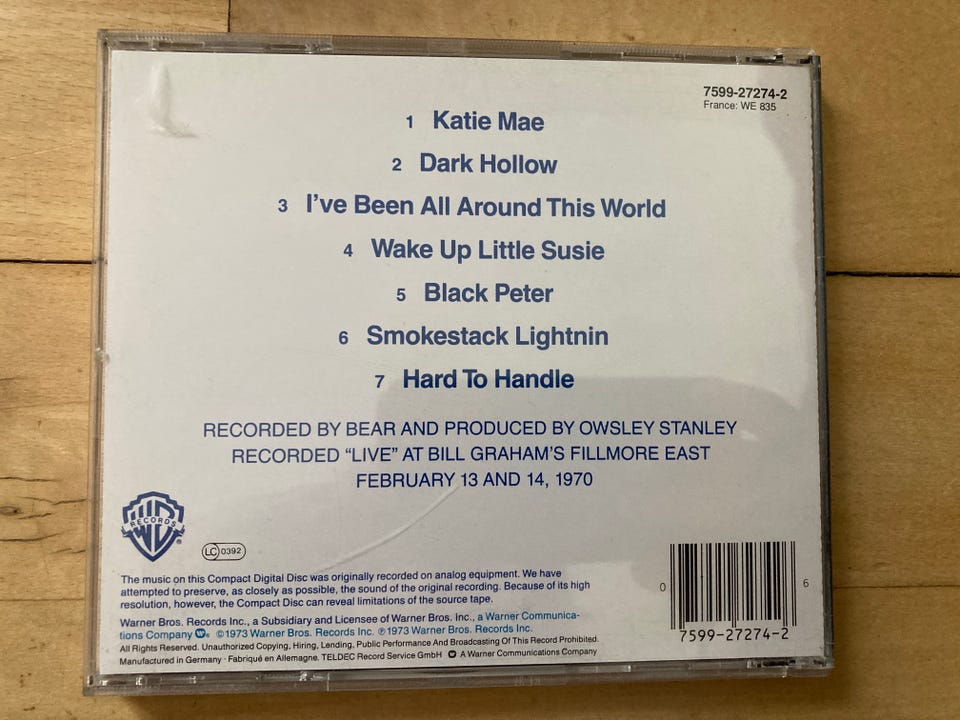 7599-27274-2
France: WE 835
1 Katie Mae
2 Dark Hollow
3 I've Been All Around This World
4 Wake Up Little Susie
5 Black Peter
6 Smokestack Lightnin
7 Hard To Handle
RECORDED BY BEAR AND PRODUCED BY OWSLEY STANLEY
RECORDED “LIVE” AT BILL GRAHAM'S FILLMORE EAST
FEBRUARY 13 AND 14, 1970
WB RECORDS ®
LC 0392
The music on this Compact Digital Disc was originally recorded on analog equipment. We have
attempted to preserve, as closely as possible, the sound of the original recording. Because of its high
resolution, however, the Compact Disc can reveal limitations of the source tape.
Warner Bros. Records Inc., a Subsidiary and Licensee of Warner Bros. Inc., a Warner Communica-
tions Company ©1973 Warner Bros. Records Inc. ℗1973 Warner Bros. Records Inc.
All Rights Reserved. Unauthorized Copying, Hiring, Lending, Public Performance And Broadcasting Of This Record Prohibited.
Manufactured in Germany · Fabriqué en Allemagne. TELDEC Record Service GmbH A Warner Communications Company
0 6
7599-27274-2